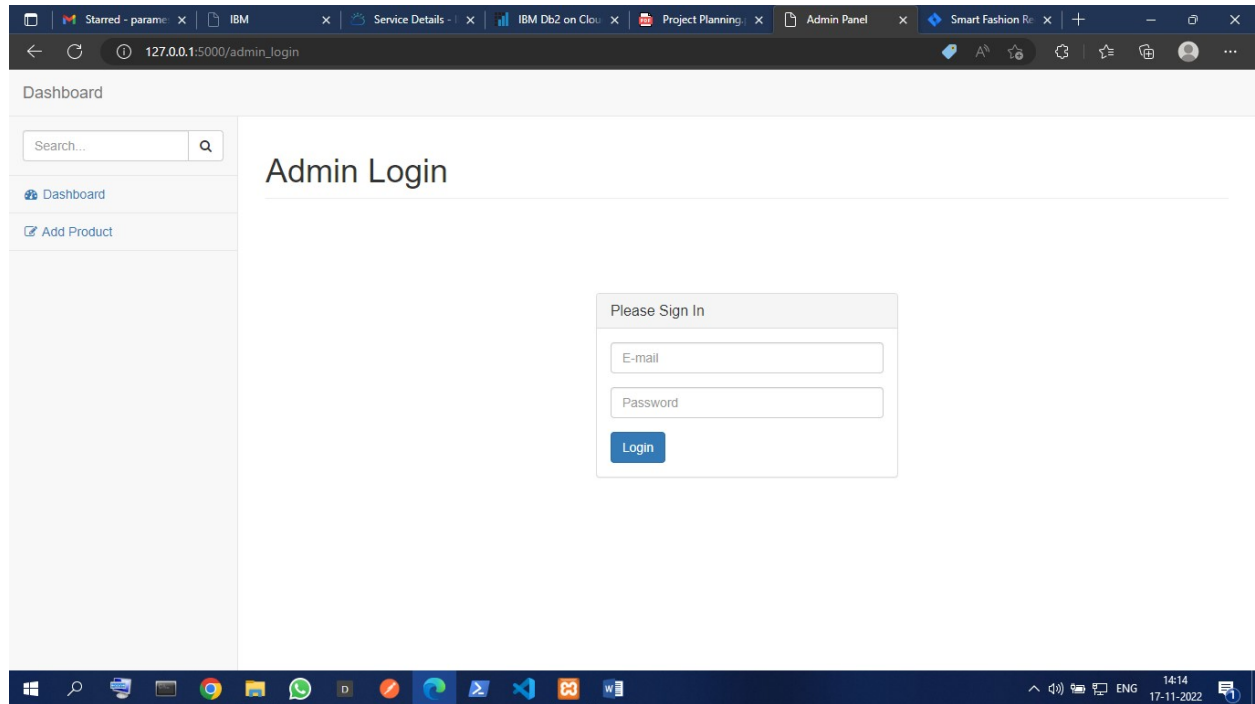 Starred - parame
IBM
Service Details - I
IBM Db2 on Clou
Project Planning.
Admin Panel
Smart Fashion Re
127.0.0.1:5000/admin_login
Dashboard
Search...
Admin Login
Dashboard
Add Product
Please Sign In
E-mail
Password
Login
ENG
14:14
17-11-2022